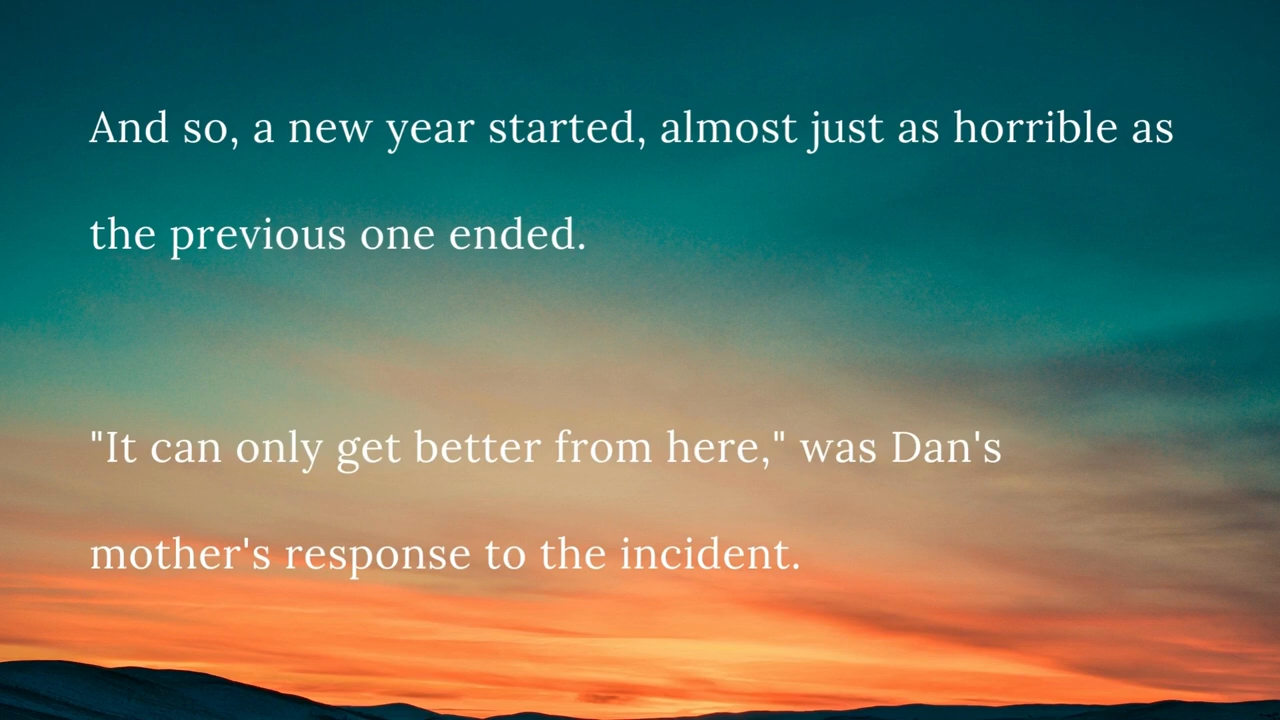 And so, a new year started, almost just as horrible as
the previous one ended.
"It can only get better from here," was Dan's
mother's response to the incident.